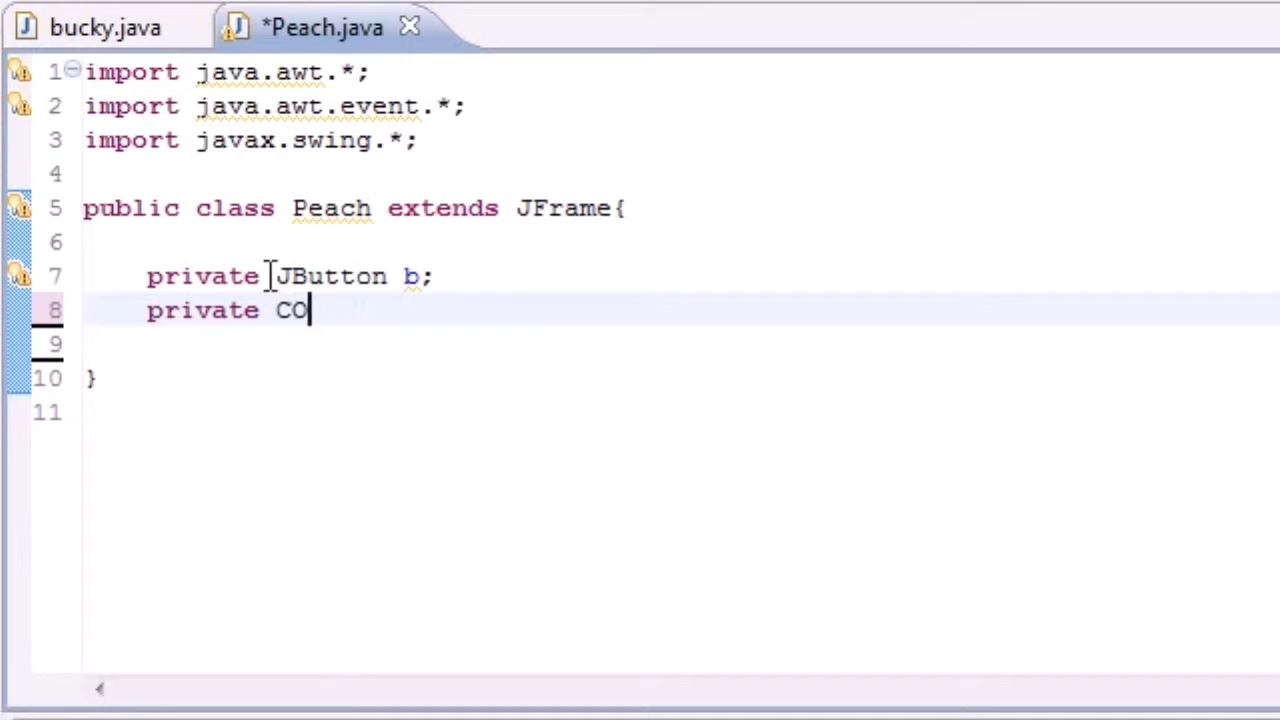 bucky.java *Peach.java
1 import java.awt.*;
2 import java.awt.event.*;
3 import javax.swing.*;
4
5 public class Peach extends JFrame{
6
7 private JButton b;
8 private CO
9
10 }
11